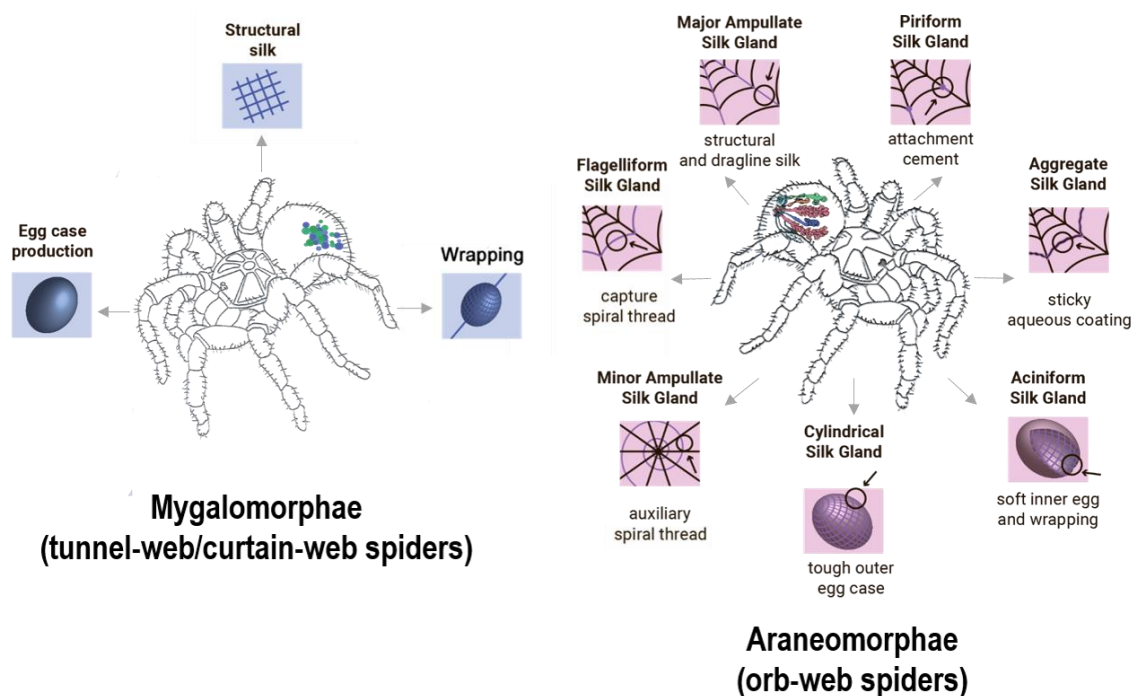 Structural
silk
Egg case
production
Wrapping
Mygalomorphae
(tunnel-web/curtain-web spiders)
Major Ampullate
Silk Gland
structural
and dragline silk
Piriform
Silk Gland
attachment
cement
Flagelliform
Silk Gland
capture
spiral thread
Aggregate
Silk Gland
sticky
aqueous coating
Minor Ampullate
Silk Gland
auxiliary
spiral thread
Cylindrical
Silk Gland
tough outer
egg case
Aciniform
Silk Gland
soft inner egg
and wrapping
Araneomorphae
(orb-web spiders)